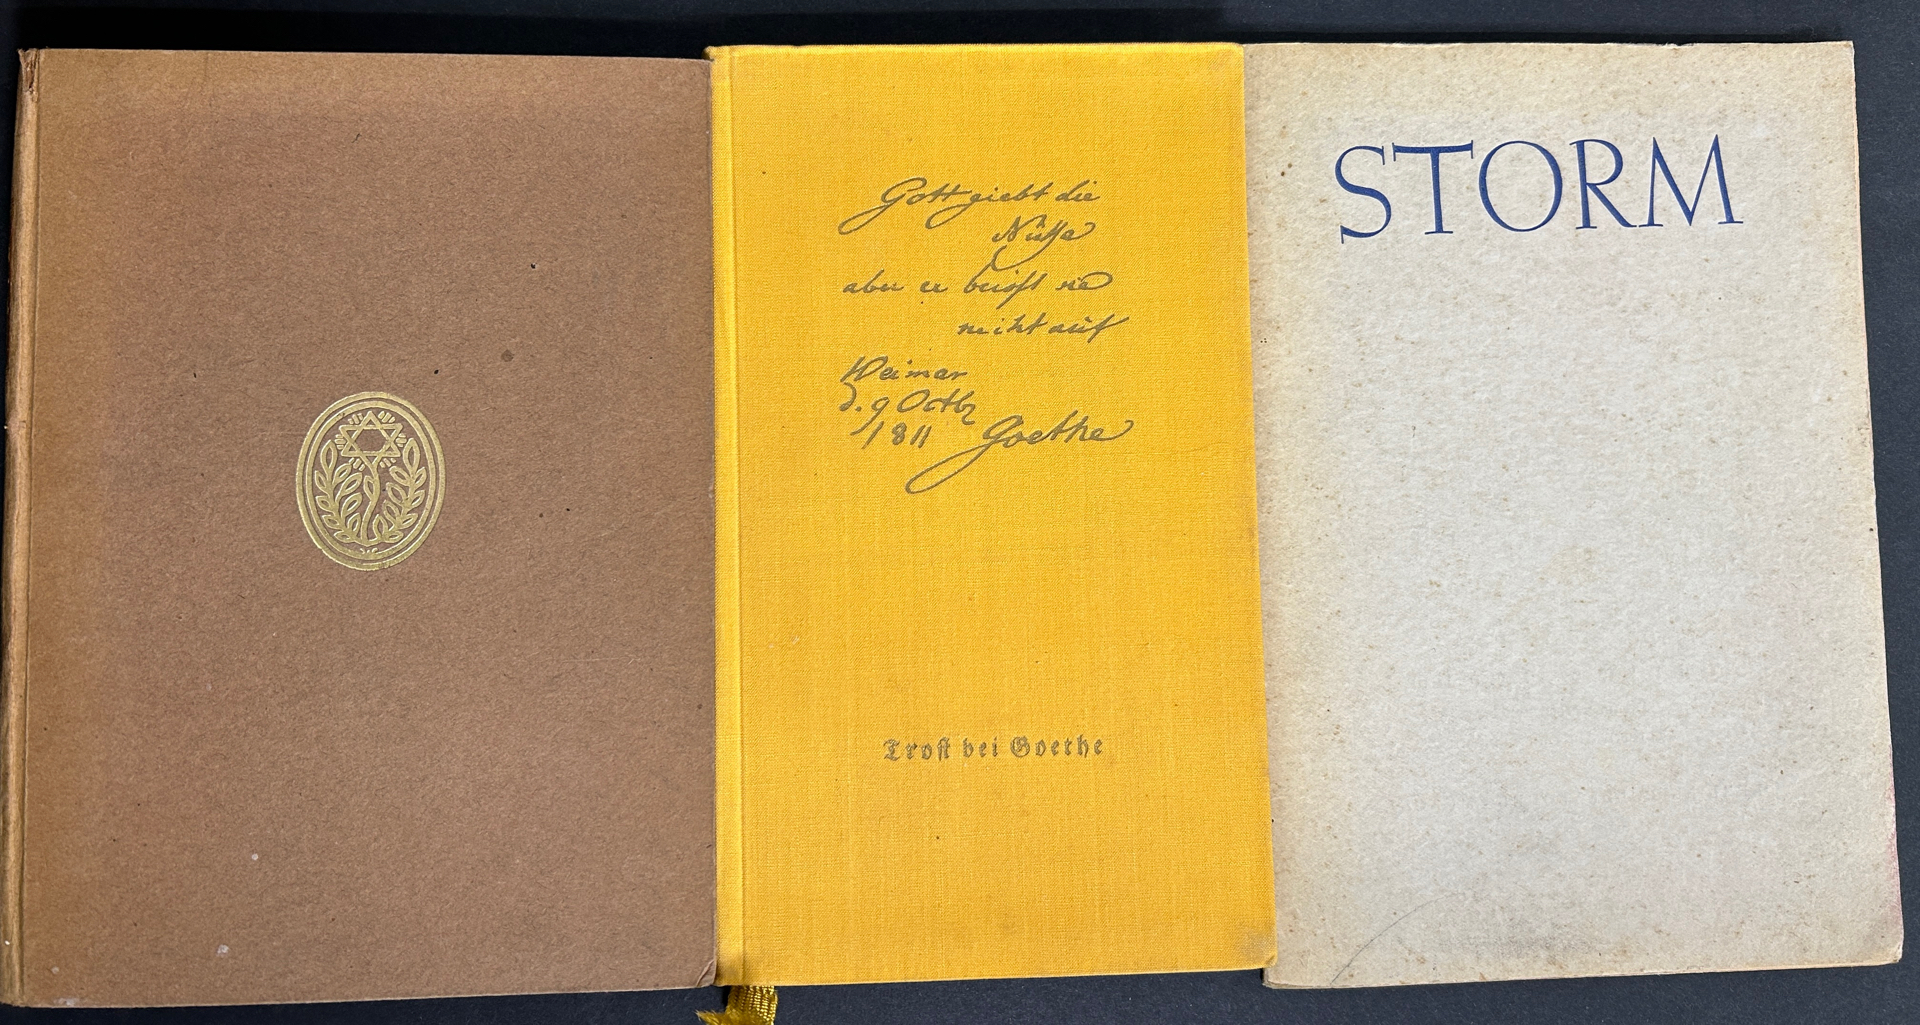 Gott giebt die
Nüsse
aber er beisst sie
nicht auf
Weimar
d. 9 Octbr
1811 Goethe
Trost bei Goethe
STORM